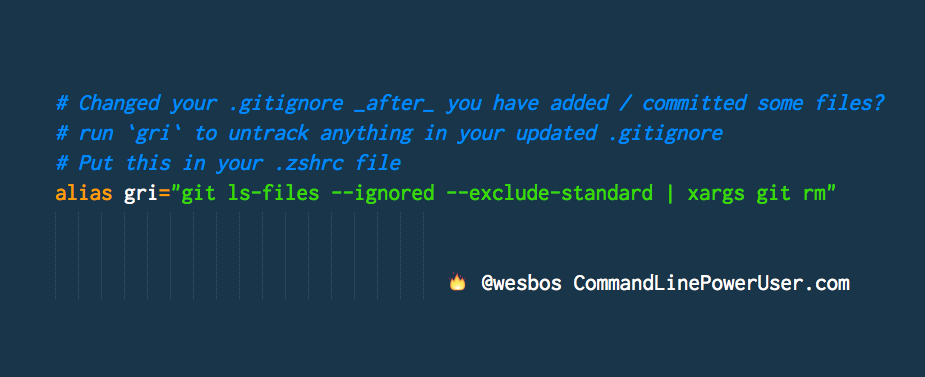 # Changed your .gitignore _after_ you have added / committed some files?
# run `gri` to untrack anything in your updated .gitignore
# Put this in your .zshrc file
alias gri="git ls-files --ignored --exclude-standard | xargs git rm"
🔥 @wesbos CommandLinePowerUser.com